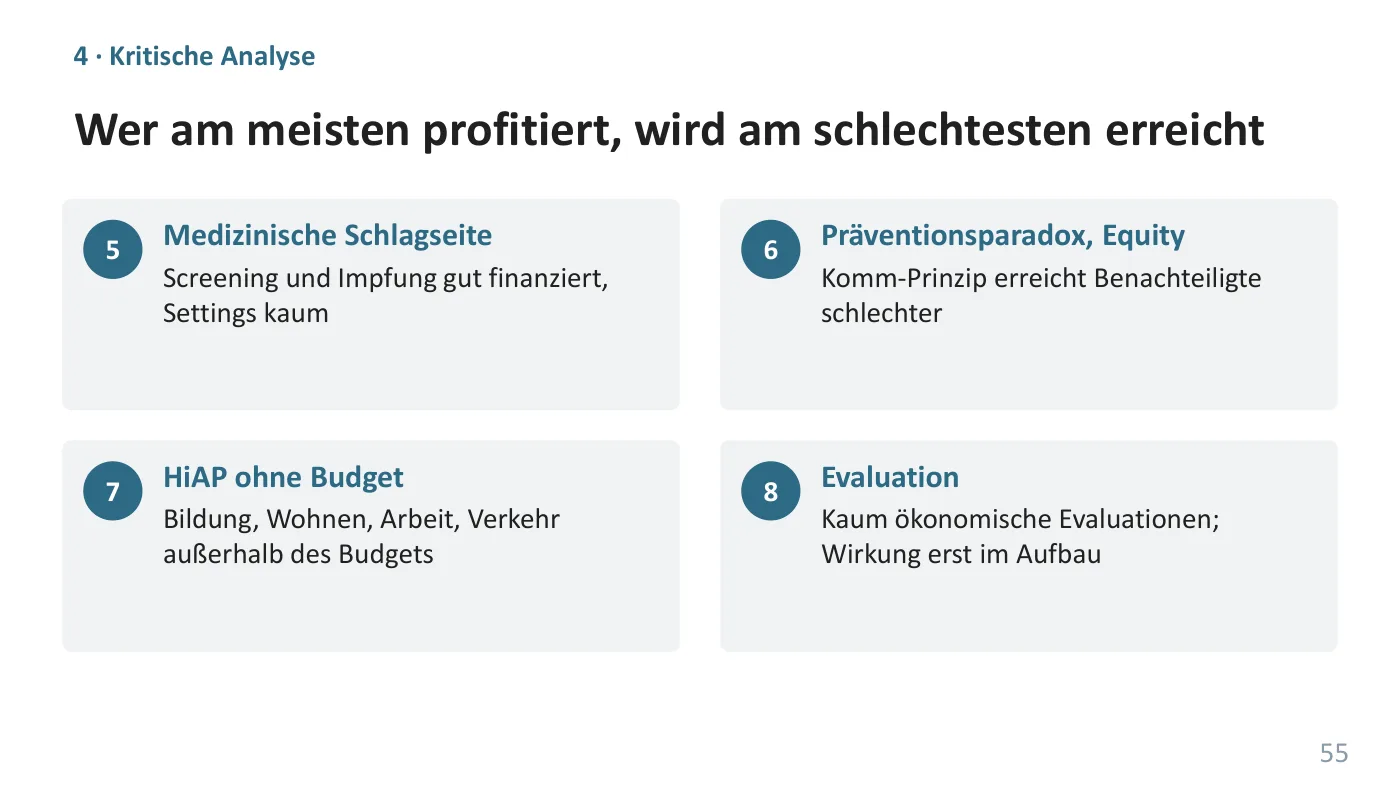 4 · Kritische Analyse
Wer am meisten profitiert, wird am schlechtesten erreicht
5
Medizinische Schlagseite
Screening und Impfung gut finanziert,
Settings kaum
6
Präventionsparadox, Equity
Komm-Prinzip erreicht Benachteiligte
schlechter
7
HiAP ohne Budget
Bildung, Wohnen, Arbeit, Verkehr
außerhalb des Budgets
8
Evaluation
Kaum ökonomische Evaluationen;
Wirkung erst im Aufbau
55